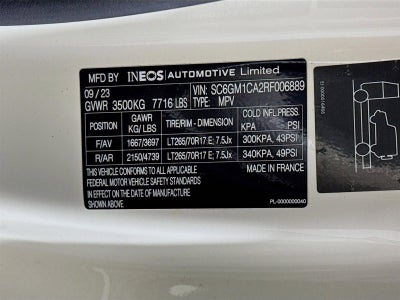 MFD BY INEOS AUTOMOTIVE Limited
09/23 VIN: SC6GM1CA2RF006889
GVWR 3500KG 7716 LBS TYPE: MPV
POSITION GAWR KG/LBS TIRE/RIM - DIMENSION COLD INFL PRESS KPA / PSI
F/AV 1667/3697 LT265/70R17 E; 7.5Jx 300KPA, 43PSI
R/AR 2150/4739 LT265/70R17 E; 7.5Jx 340KPA, 49PSI
THIS VEHICLE CONFORMS TO ALL APPLICABLE MADE IN FRANCE
FEDERAL MOTOR VEHICLE SAFETY STANDARDS
IN EFFECT ON THE DATE OF MANUFACTURE
SHOWN ABOVE.
PL-0000000040